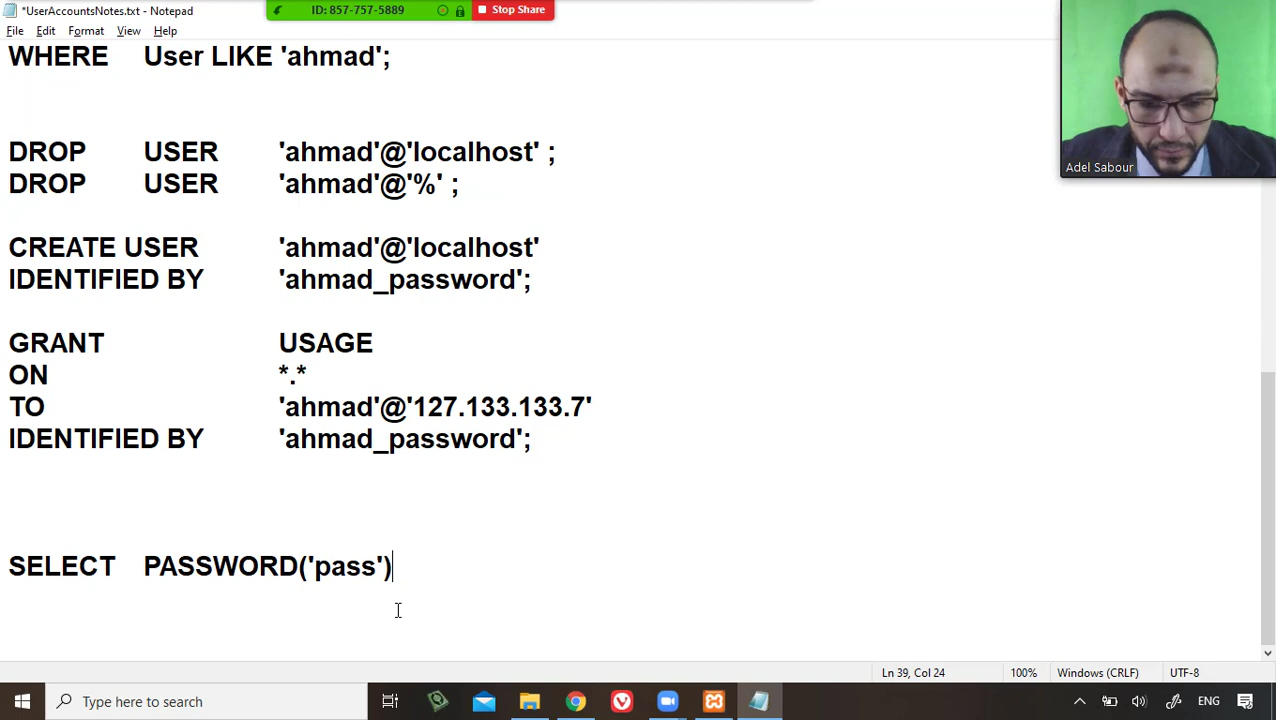 *UserAccountsNotes.txt - Notepad
ID: 857-757-5889
Stop Share
File Edit Format View Help
WHERE User LIKE 'ahmad';
DROP USER 'ahmad'@'localhost' ;
DROP USER 'ahmad'@'%' ;
CREATE USER 'ahmad'@'localhost'
IDENTIFIED BY 'ahmad_password';
GRANT USAGE
ON *.*
TO 'ahmad'@'127.133.133.7'
IDENTIFIED BY 'ahmad_password';
SELECT PASSWORD('pass')
Adel Sabour
Ln 39, Col 24 100% Windows (CRLF) UTF-8
Type here to search
ENG